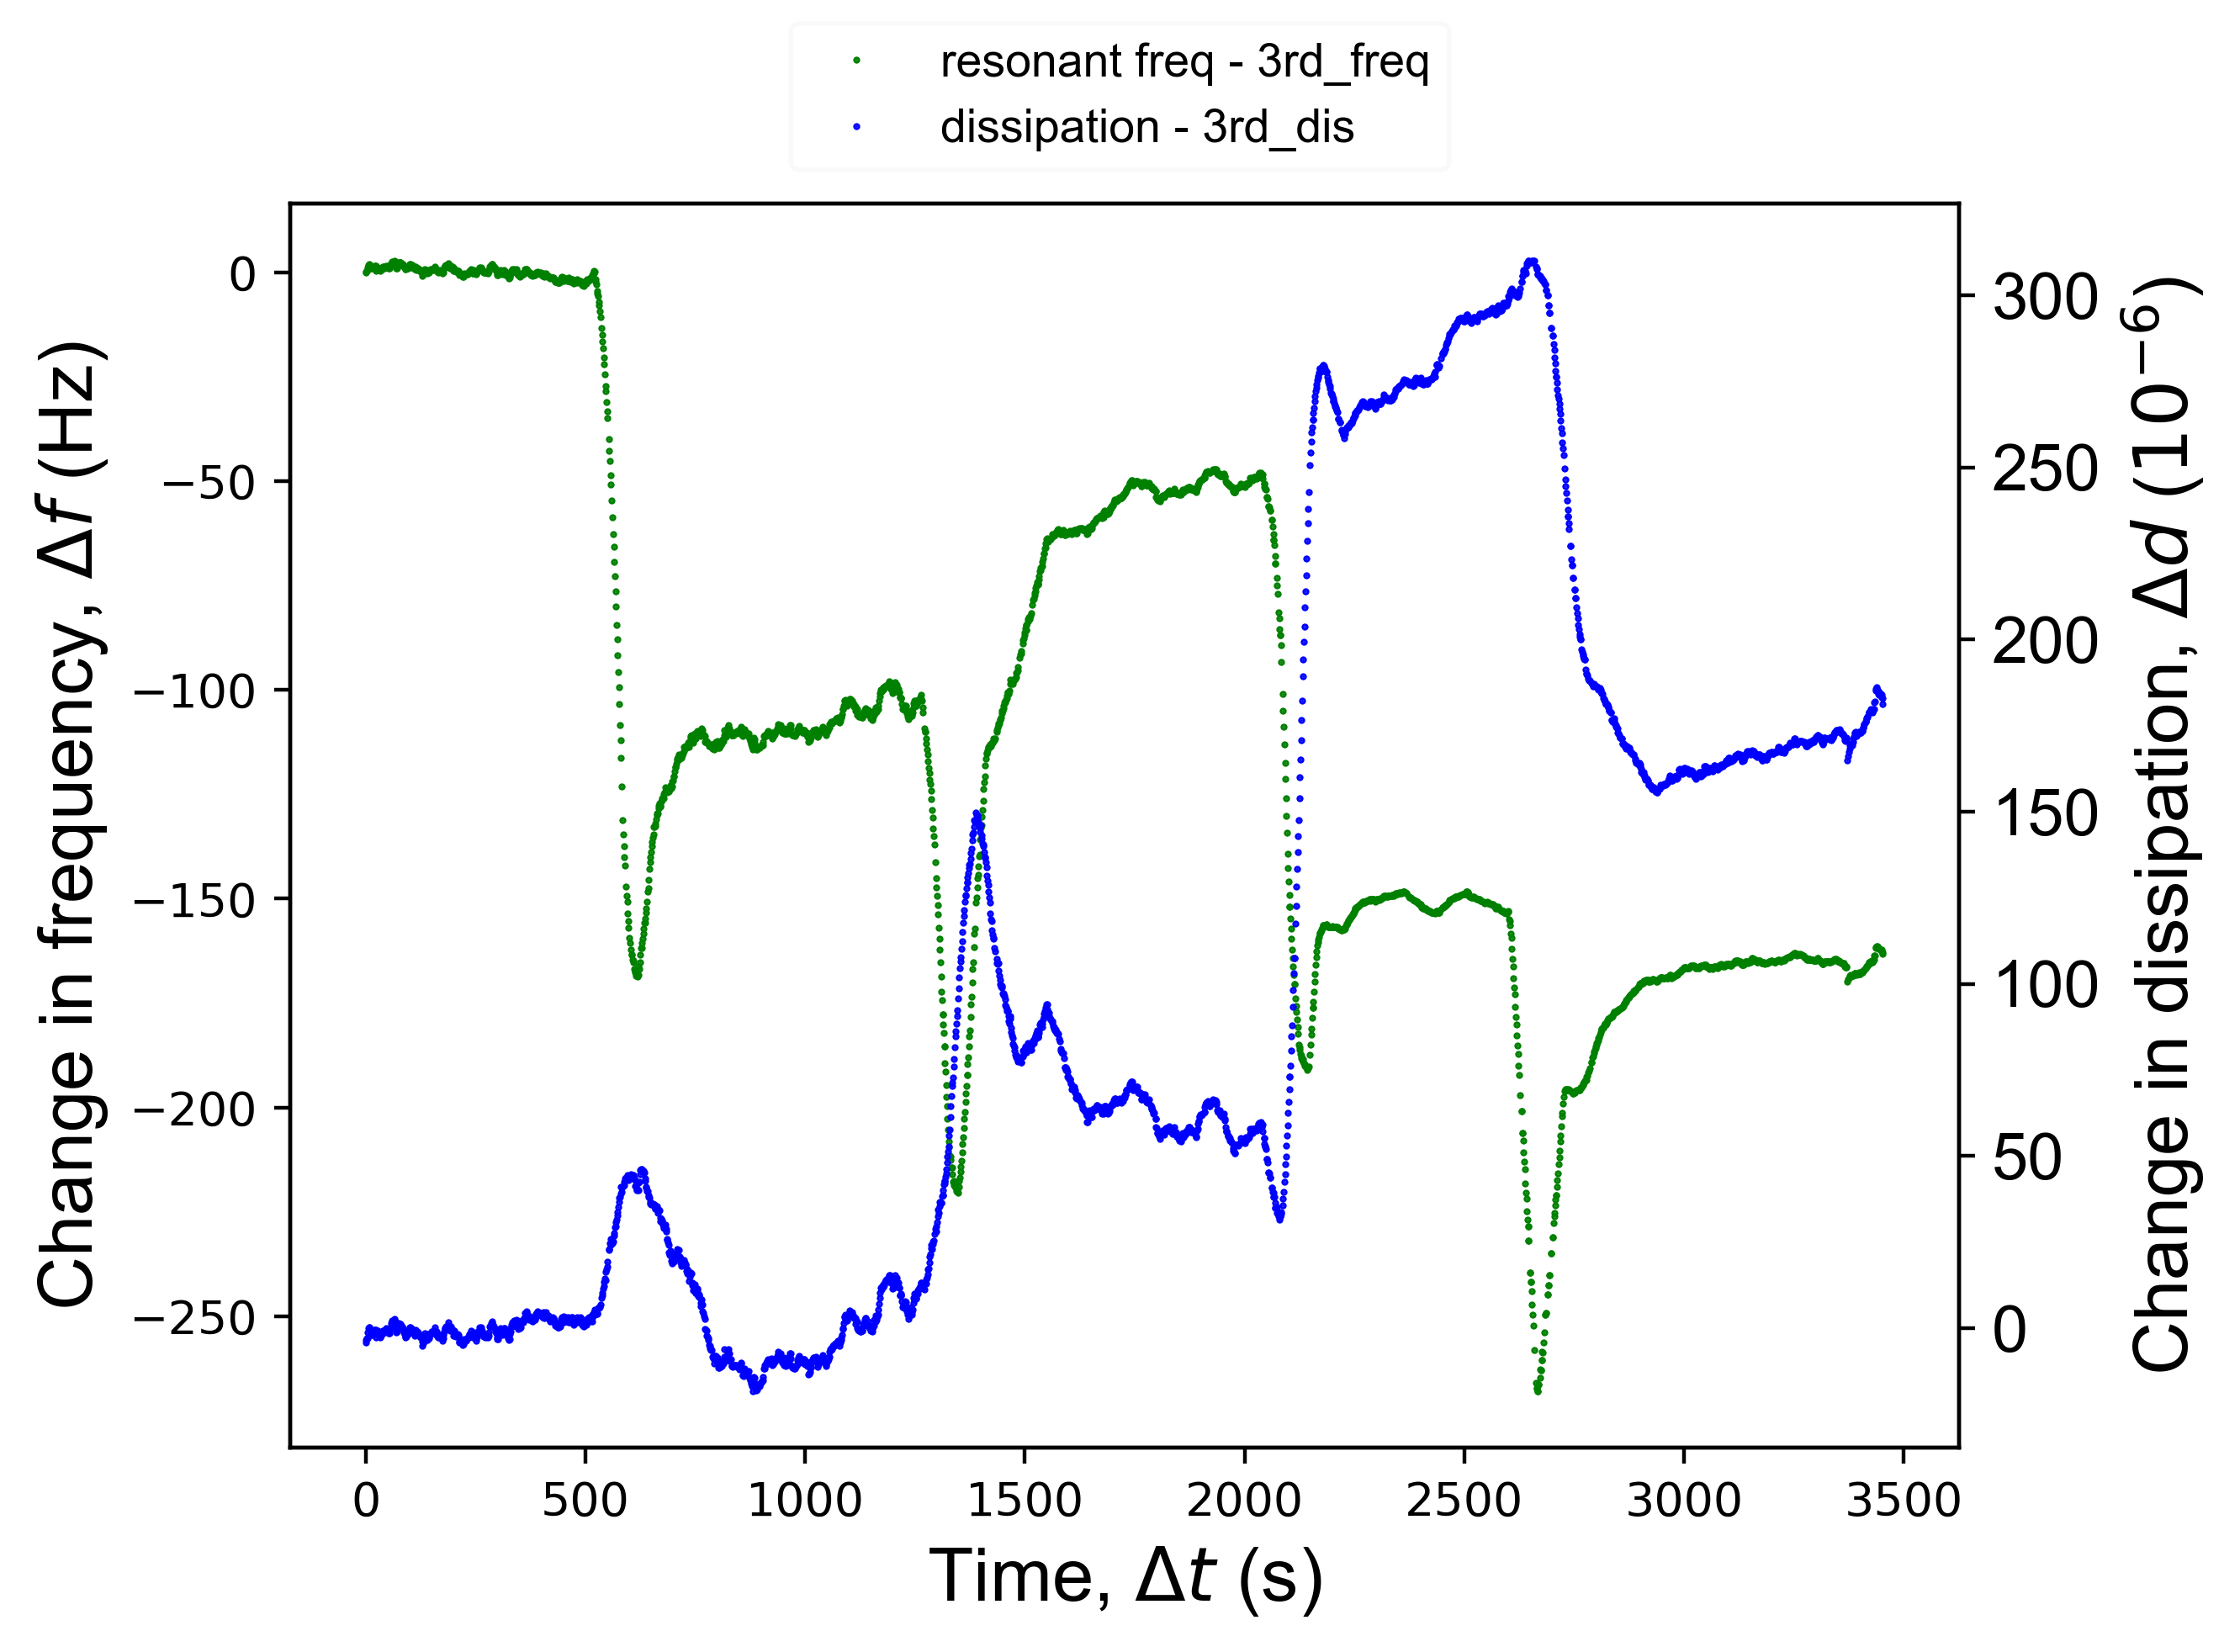 resonant freq - 3rd_freq
dissipation - 3rd_dis
Change in frequency, Δf (Hz)
0
−50
−100
−150
−200
−250
300
250
200
150
100
50
0
Change in dissipation, Δd (10⁻⁶)
0 500 1000 1500 2000 2500 3000 3500
Time, Δt (s)